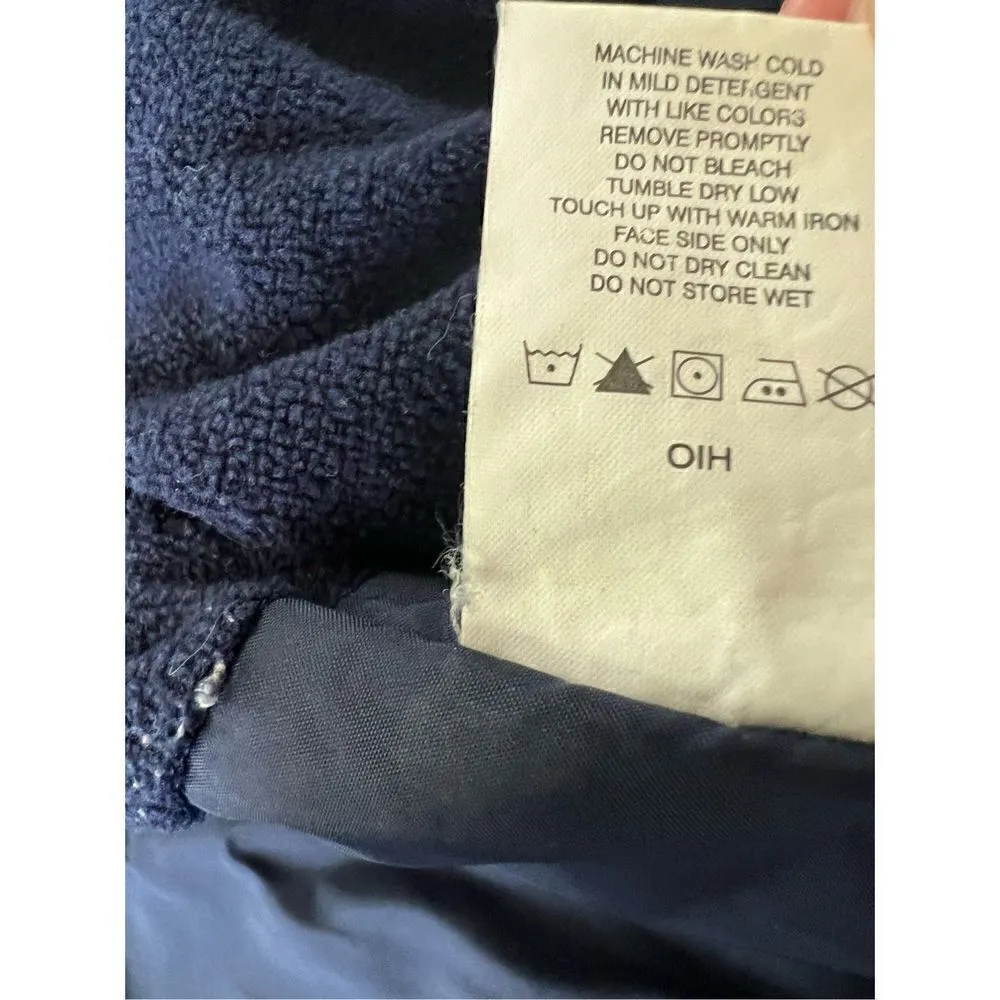 MACHINE WASH COLD
IN MILD DETERGENT
WITH LIKE COLORS
REMOVE PROMPTLY
DO NOT BLEACH
TUMBLE DRY LOW
TOUCH UP WITH WARM IRON
FACE SIDE ONLY
DO NOT DRY CLEAN
DO NOT STORE WET
OIH